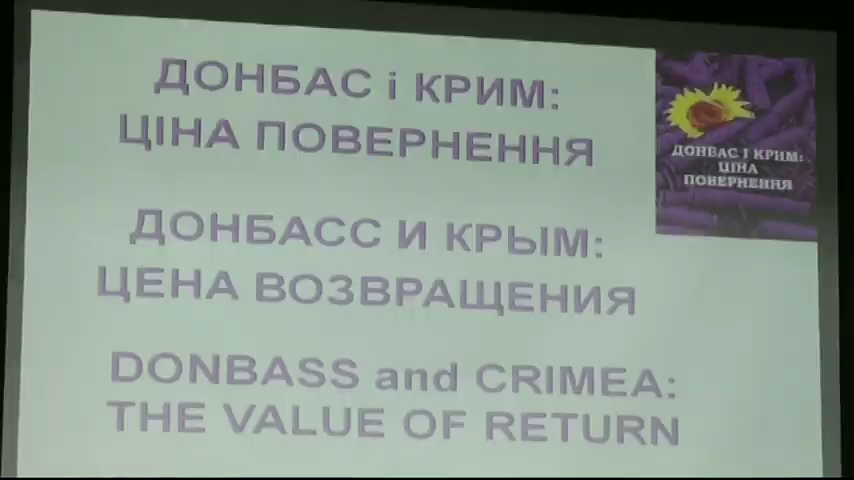 ДОНБАС і КРИМ:
ЦІНА ПОВЕРНЕННЯ
ДОНБАС І КРИМ:
ЦІНА
ПОВЕРНЕННЯ
ДОНБАСС И КРЫМ:
ЦЕНА ВОЗВРАЩЕНИЯ
DONBASS and CRIMEA:
THE VALUE OF RETURN